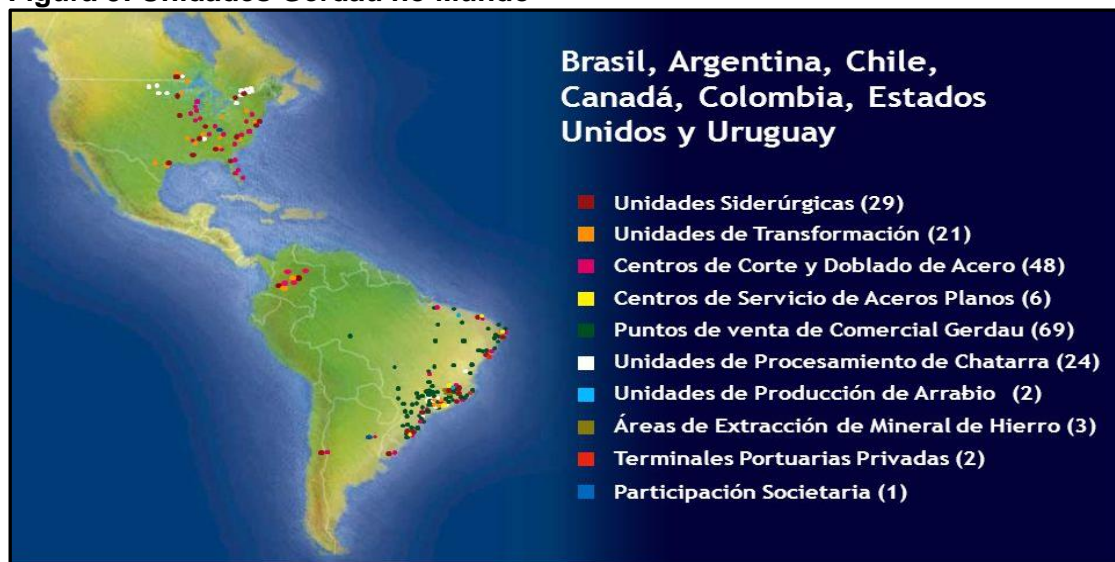 Brasil, Argentina, Chile,
Canadá, Colombia, Estados
Unidos y Uruguay
Unidades Siderúrgicas (29)
Unidades de Transformación (21)
Centros de Corte y Doblado de Acero (48)
Centros de Servicio de Aceros Planos (6)
Puntos de venta de Comercial Gerdau (69)
Unidades de Procesamiento de Chatarra (24)
Unidades de Producción de Arrabio (2)
Áreas de Extracción de Mineral de Hierro (3)
Terminales Portuarias Privadas (2)
Participación Societaria (1)